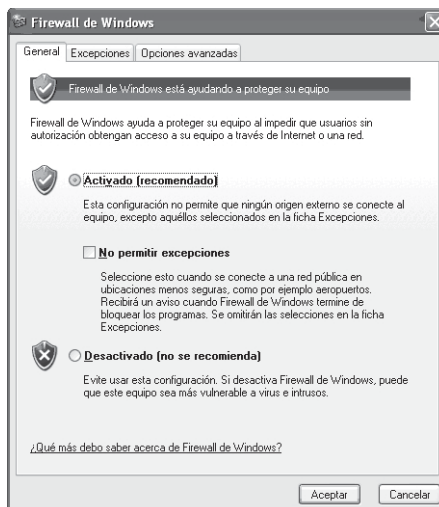 Firewall de Windows
General Excepciones Opciones avanzadas
Firewall de Windows está ayudando a proteger su equipo
Firewall de Windows ayuda a proteger su equipo al impedir que usuarios sin
autorización obtengan acceso a su equipo a través de Internet o una red.
Activado (recomendado)
Esta configuración no permite que ningún origen externo se conecte al
equipo, excepto aquéllos seleccionados en la ficha Excepciones.
No permitir excepciones
Seleccione esto cuando se conecte a una red pública en
ubicaciones menos seguras, como por ejemplo aeropuertos.
Recibirá un aviso cuando Firewall de Windows termine de
bloquear los programas. Se omitirán las selecciones en la ficha
Excepciones.
Desactivado (no se recomienda)
Evite usar esta configuración. Si desactiva Firewall de Windows, puede
que este equipo sea más vulnerable a virus e intrusos.
¿Qué más debo saber acerca de Firewall de Windows?
Aceptar Cancelar